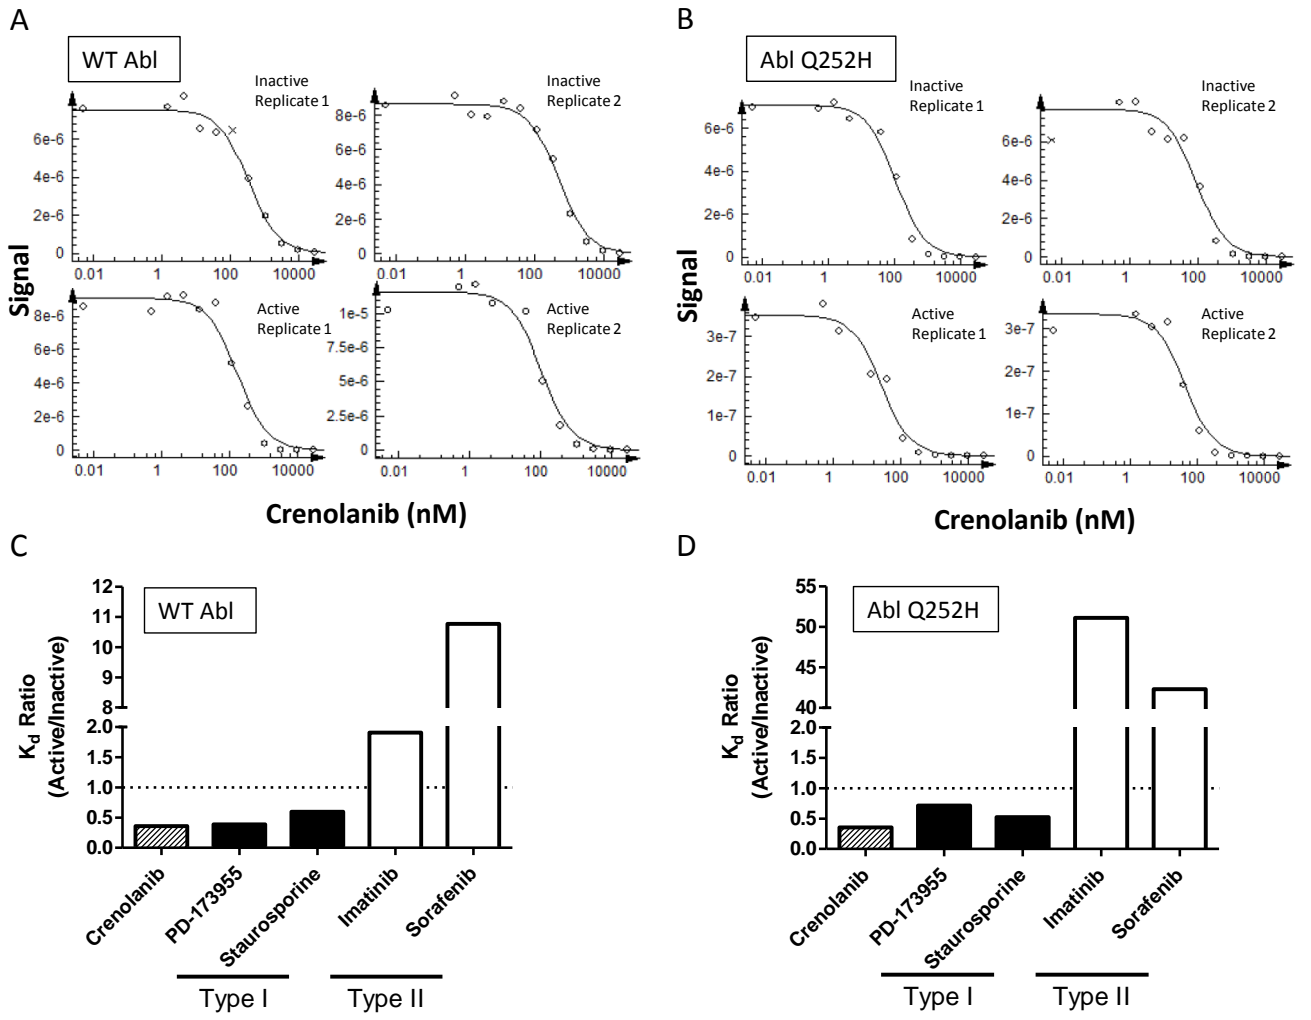 A
WT Abl
Signal
Inactive
Replicate 1
6e-6
4e-6
2e-6
0
0.01
1
100
10000
Inactive
Replicate 2
8e-6
6e-6
4e-6
2e-6
0
0.01
1
100
10000
Active
Replicate 1
8e-6
6e-6
4e-6
2e-6
0
0.01
1
100
10000
Active
Replicate 2
1e-5
7.5e-6
5e-6
2.5e-6
0
0.01
1
100
10000
Crenolanib (nM)
B
Abl Q252H
Signal
Inactive
Replicate 1
6e-6
4e-6
2e-6
0
0.01
1
100
10000
Inactive
Replicate 2
6e-6
4e-6
2e-6
0
0.01
1
100
10000
Active
Replicate 1
3e-7
2e-7
1e-7
0
0.01
1
100
10000
Active
Replicate 2
3e-7
2e-7
1e-7
0
0.01
1
100
10000
Crenolanib (nM)
C
WT Abl
Kd Ratio
(Active/Inactive)
12
11
10
9
8
2.0
1.5
1.0
0.5
0.0
Crenolanib
PD-173955
Staurosporine
Imatinib
Sorafenib
Type I
Type II
D
Abl Q252H
Kd Ratio
(Active/Inactive)
55
50
45
40
2.0
1.5
1.0
0.5
0.0
Crenolanib
PD-173955
Staurosporine
Imatinib
Sorafenib
Type I
Type II